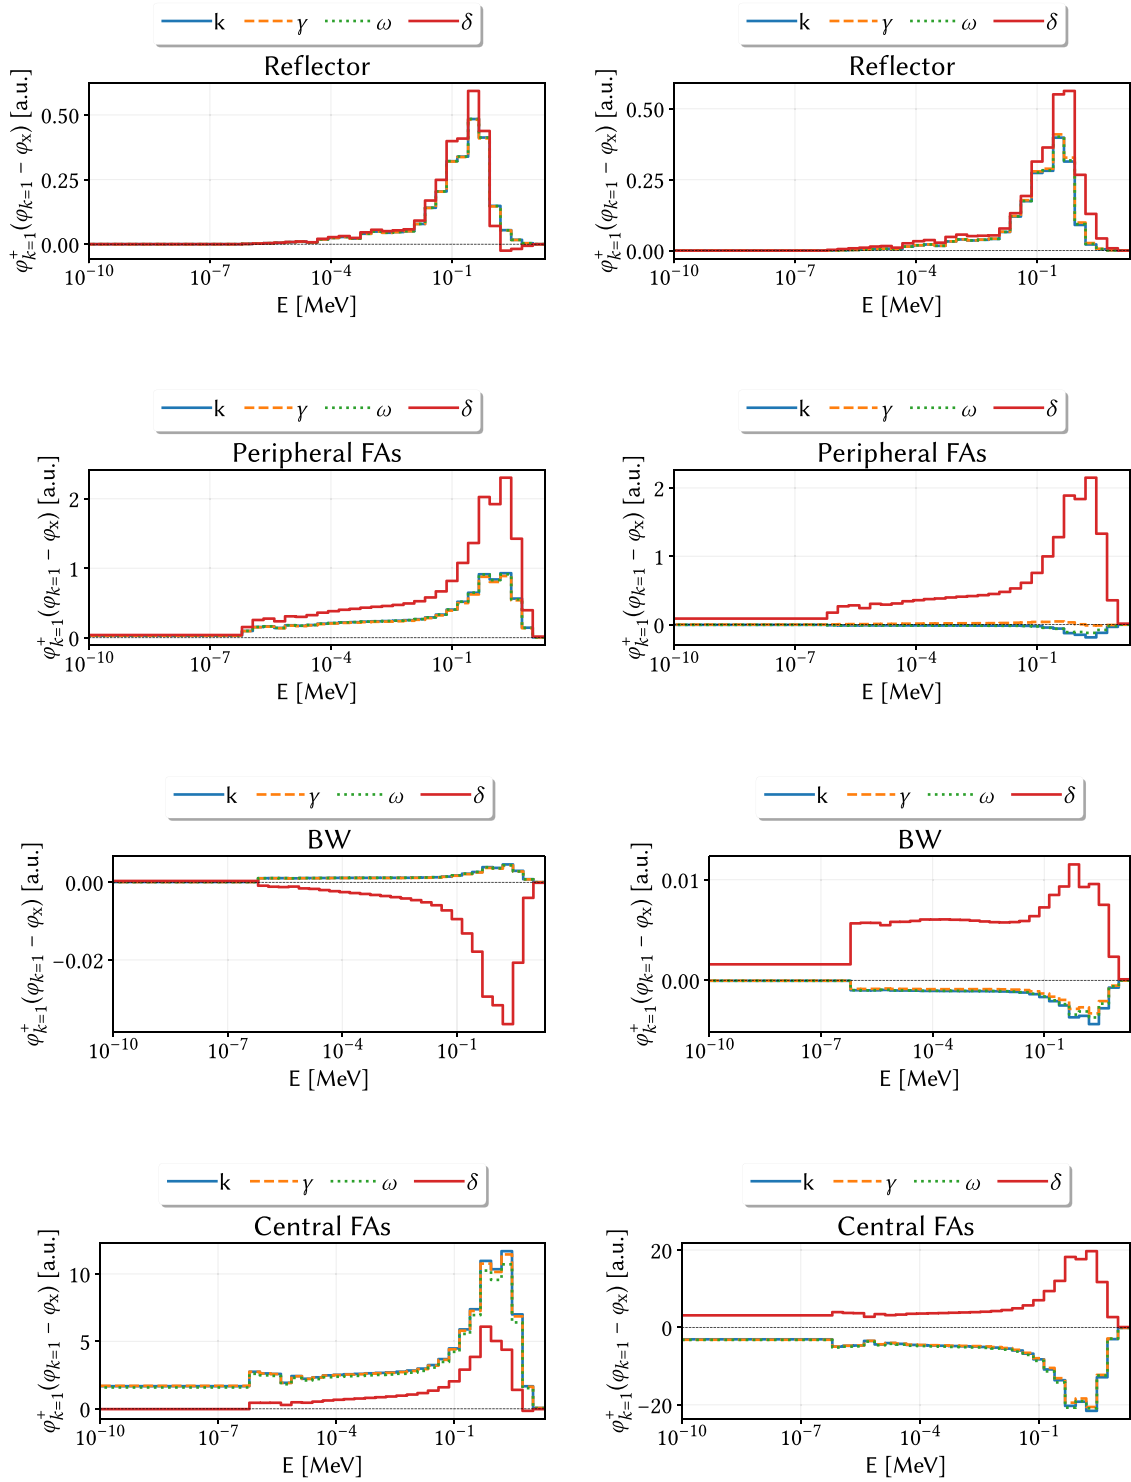 k γ ω δ
k γ ω δ
Reflector
Reflector
φ⁺ₖ₌₁(φₖ₌₁ − φₓ) [a.u.]
0.50
0.25
0.00
10⁻¹⁰ 10⁻⁷ 10⁻⁴ 10⁻¹
E [MeV]
φ⁺ₖ₌₁(φₖ₌₁ − φₓ) [a.u.]
0.50
0.25
0.00
10⁻¹⁰ 10⁻⁷ 10⁻⁴ 10⁻¹
E [MeV]
k γ ω δ
k γ ω δ
Peripheral FAs
Peripheral FAs
φ⁺ₖ₌₁(φₖ₌₁ − φₓ) [a.u.]
2
1
0
10⁻¹⁰ 10⁻⁷ 10⁻⁴ 10⁻¹
E [MeV]
φ⁺ₖ₌₁(φₖ₌₁ − φₓ) [a.u.]
2
1
0
10⁻¹⁰ 10⁻⁷ 10⁻⁴ 10⁻¹
E [MeV]
k γ ω δ
k γ ω δ
BW
BW
φ⁺ₖ₌₁(φₖ₌₁ − φₓ) [a.u.]
0.00
−0.02
10⁻¹⁰ 10⁻⁷ 10⁻⁴ 10⁻¹
E [MeV]
φ⁺ₖ₌₁(φₖ₌₁ − φₓ) [a.u.]
0.01
0.00
10⁻¹⁰ 10⁻⁷ 10⁻⁴ 10⁻¹
E [MeV]
k γ ω δ
k γ ω δ
Central FAs
Central FAs
φ⁺ₖ₌₁(φₖ₌₁ − φₓ) [a.u.]
10
5
0
10⁻¹⁰ 10⁻⁷ 10⁻⁴ 10⁻¹
E [MeV]
φ⁺ₖ₌₁(φₖ₌₁ − φₓ) [a.u.]
20
0
−20
10⁻¹⁰ 10⁻⁷ 10⁻⁴ 10⁻¹
E [MeV]